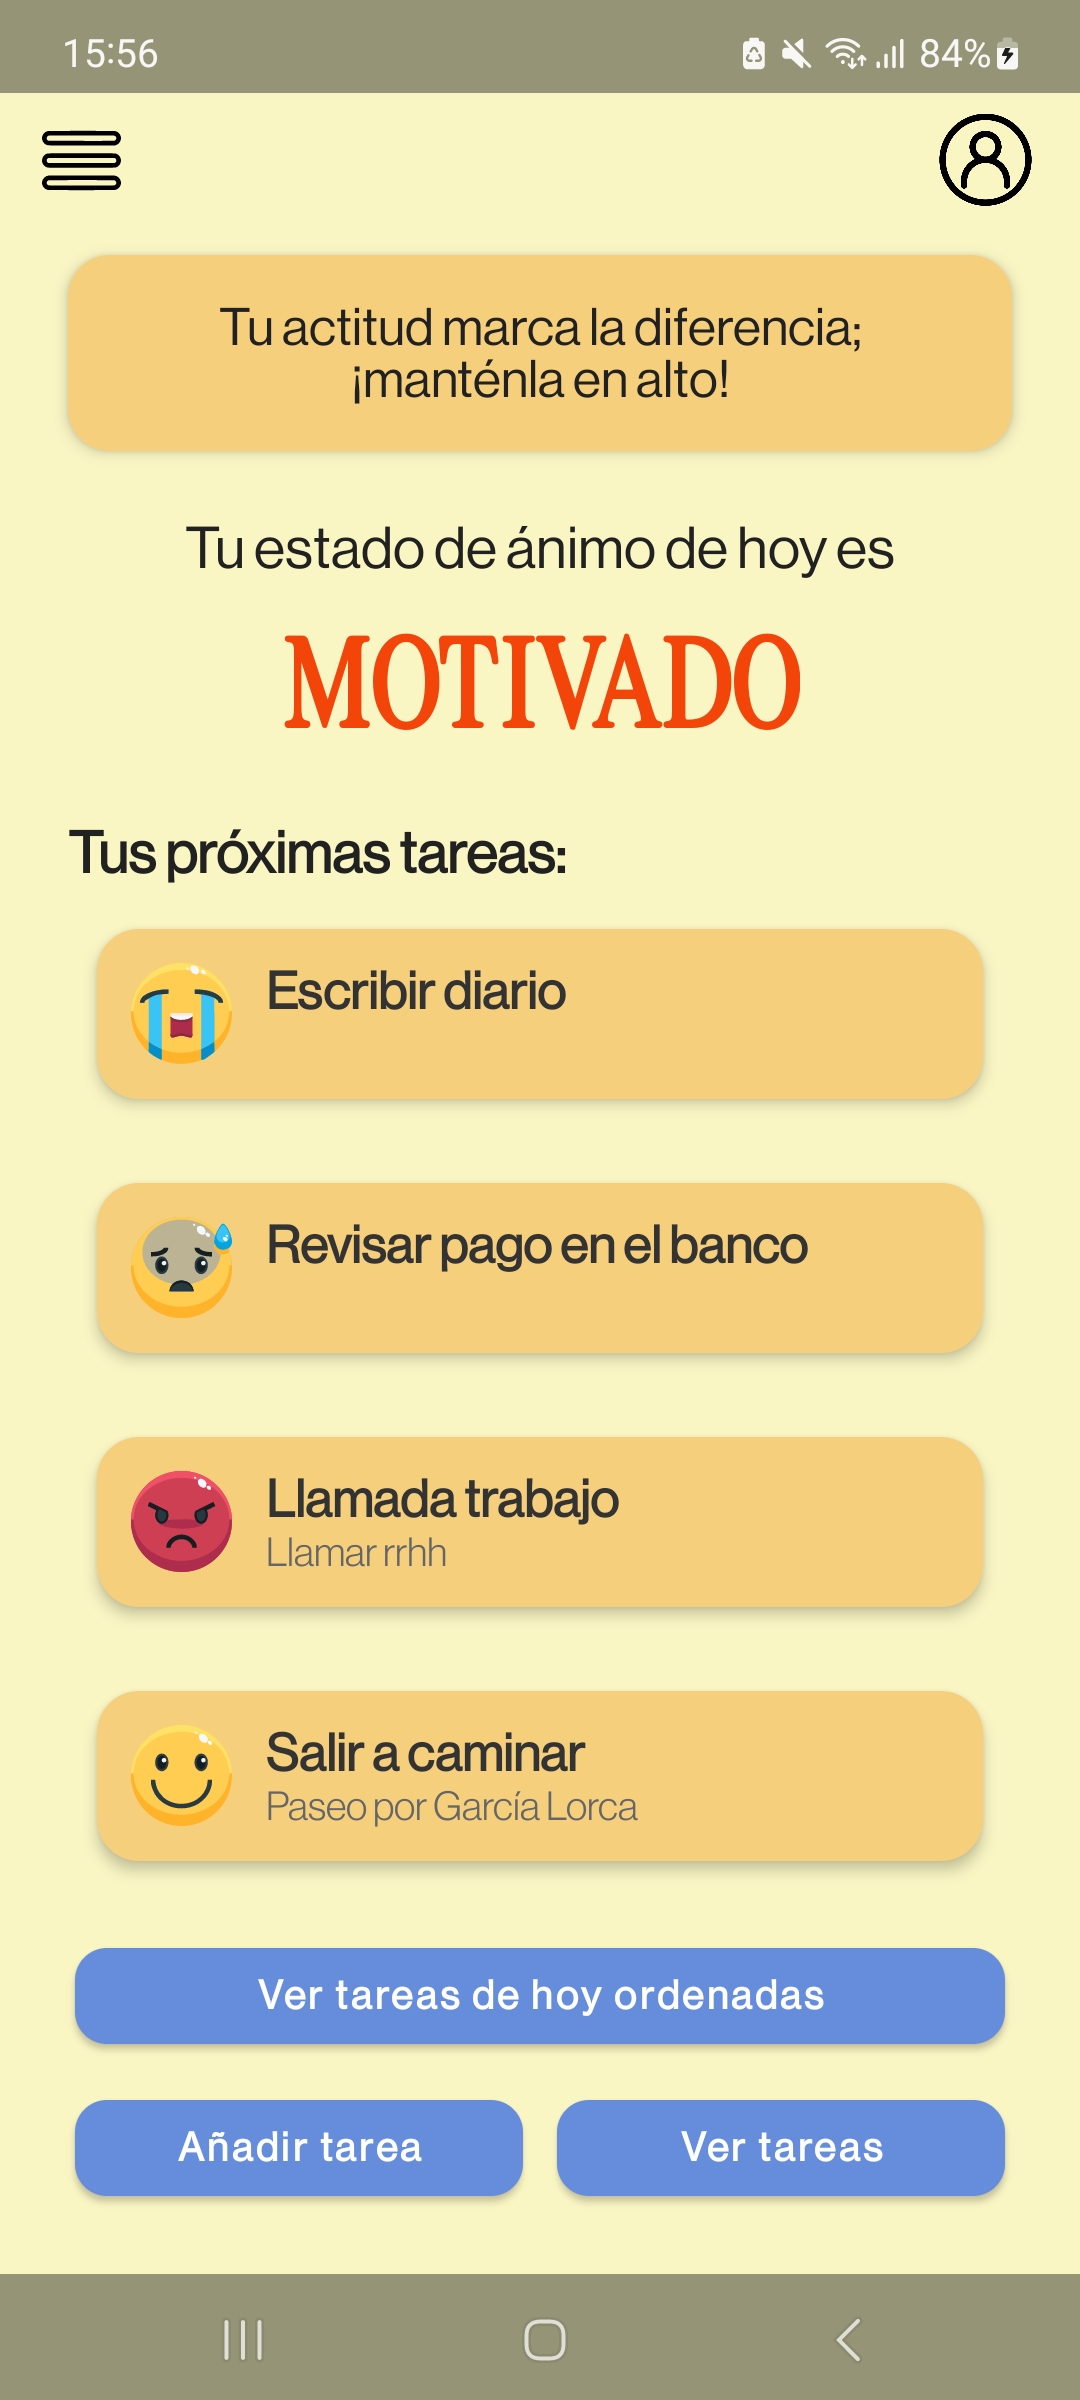 15:56
84%
Tu actitud marca la diferencia;
¡manténla en alto!
Tu estado de ánimo de hoy es
MOTIVADO
Tus próximas tareas:
Escribir diario
Revisar pago en el banco
Llamada trabajo
Llamar rrhh
Salir a caminar
Paseo por García Lorca
Ver tareas de hoy ordenadas
Añadir tarea
Ver tareas